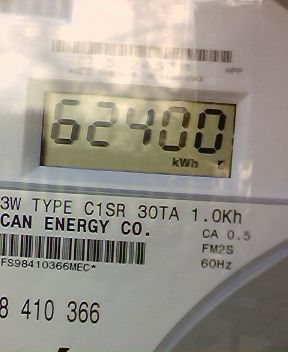 62400
kWh
3W TYPE C1SR 30TA 1.0Kh
CAN ENERGY CO.
CA 0.5
FM2S
60Hz
FS98410366MEC*
8 410 366